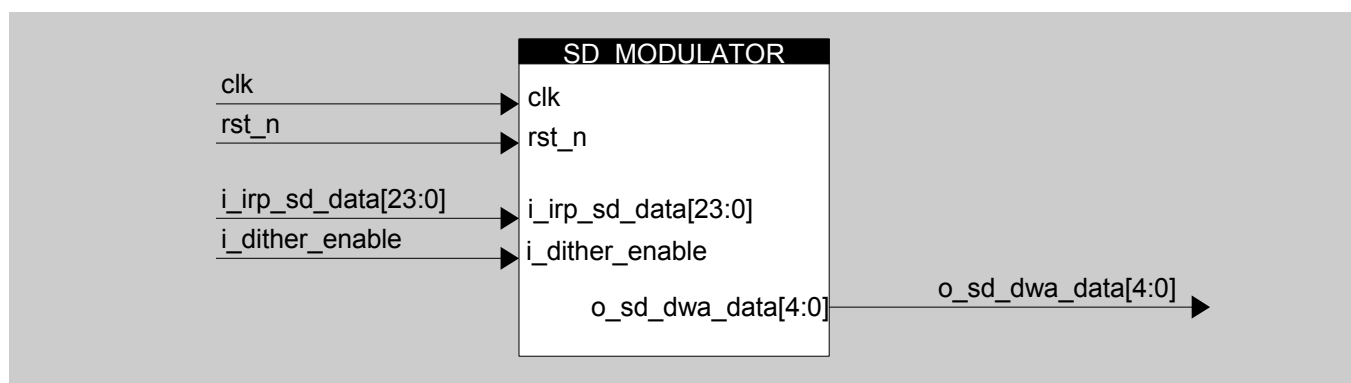 SD_MODULATOR
clk
clk
rst_n
rst_n
i_irp_sd_data[23:0]
i_irp_sd_data[23:0]
i_dither_enable
i_dither_enable
o_sd_dwa_data[4:0]
o_sd_dwa_data[4:0]